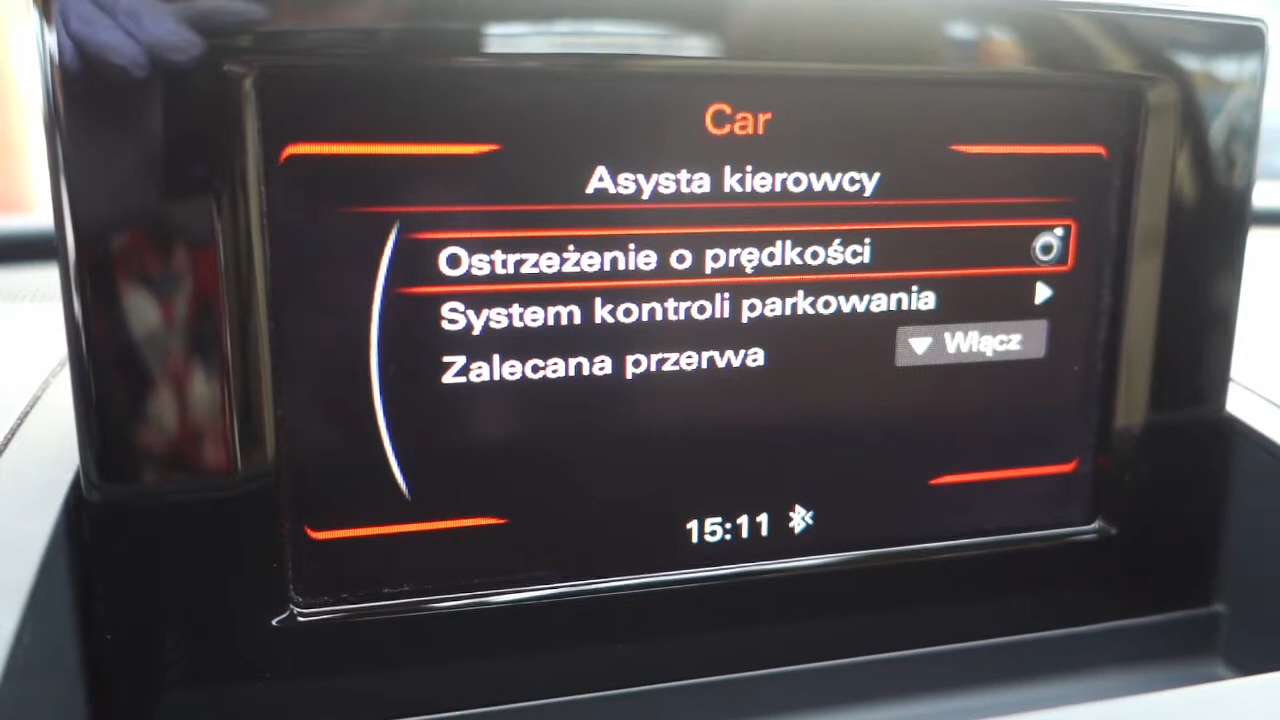 Car
Asysta kierowcy
Ostrzeżenie o prędkości
System kontroli parkowania
Zalecana przerwa
Włącz
15:11